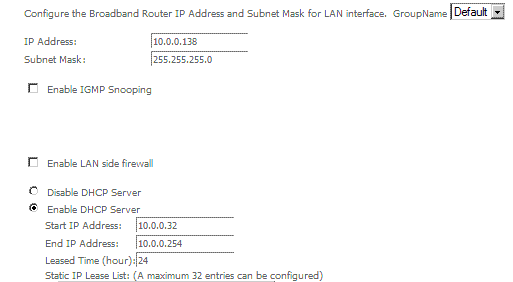 Configure the Broadband Router IP Address and Subnet Mask for LAN interface. GroupName Default
IP Address: 10.0.0.138
Subnet Mask: 255.255.255.0
Enable IGMP Snooping
Enable LAN side firewall
Disable DHCP Server
Enable DHCP Server
Start IP Address: 10.0.0.32
End IP Address: 10.0.0.254
Leased Time (hour): 24
Static IP Lease List: (A maximum 32 entries can be configured)